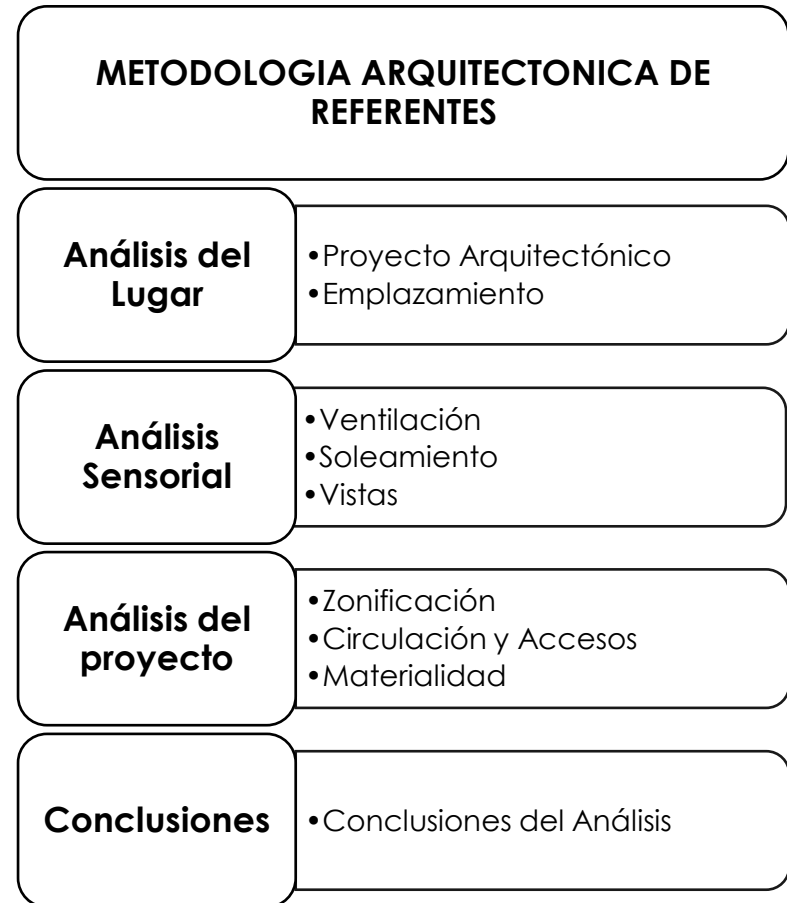 METODOLOGIA ARQUITECTONICA DE
REFERENTES
Análisis del
Lugar
•Proyecto Arquitectónico
•Emplazamiento
Análisis
Sensorial
•Ventilación
•Soleamiento
•Vistas
Análisis del
proyecto
•Zonificación
•Circulación y Accesos
•Materialidad
Conclusiones
•Conclusiones del Análisis